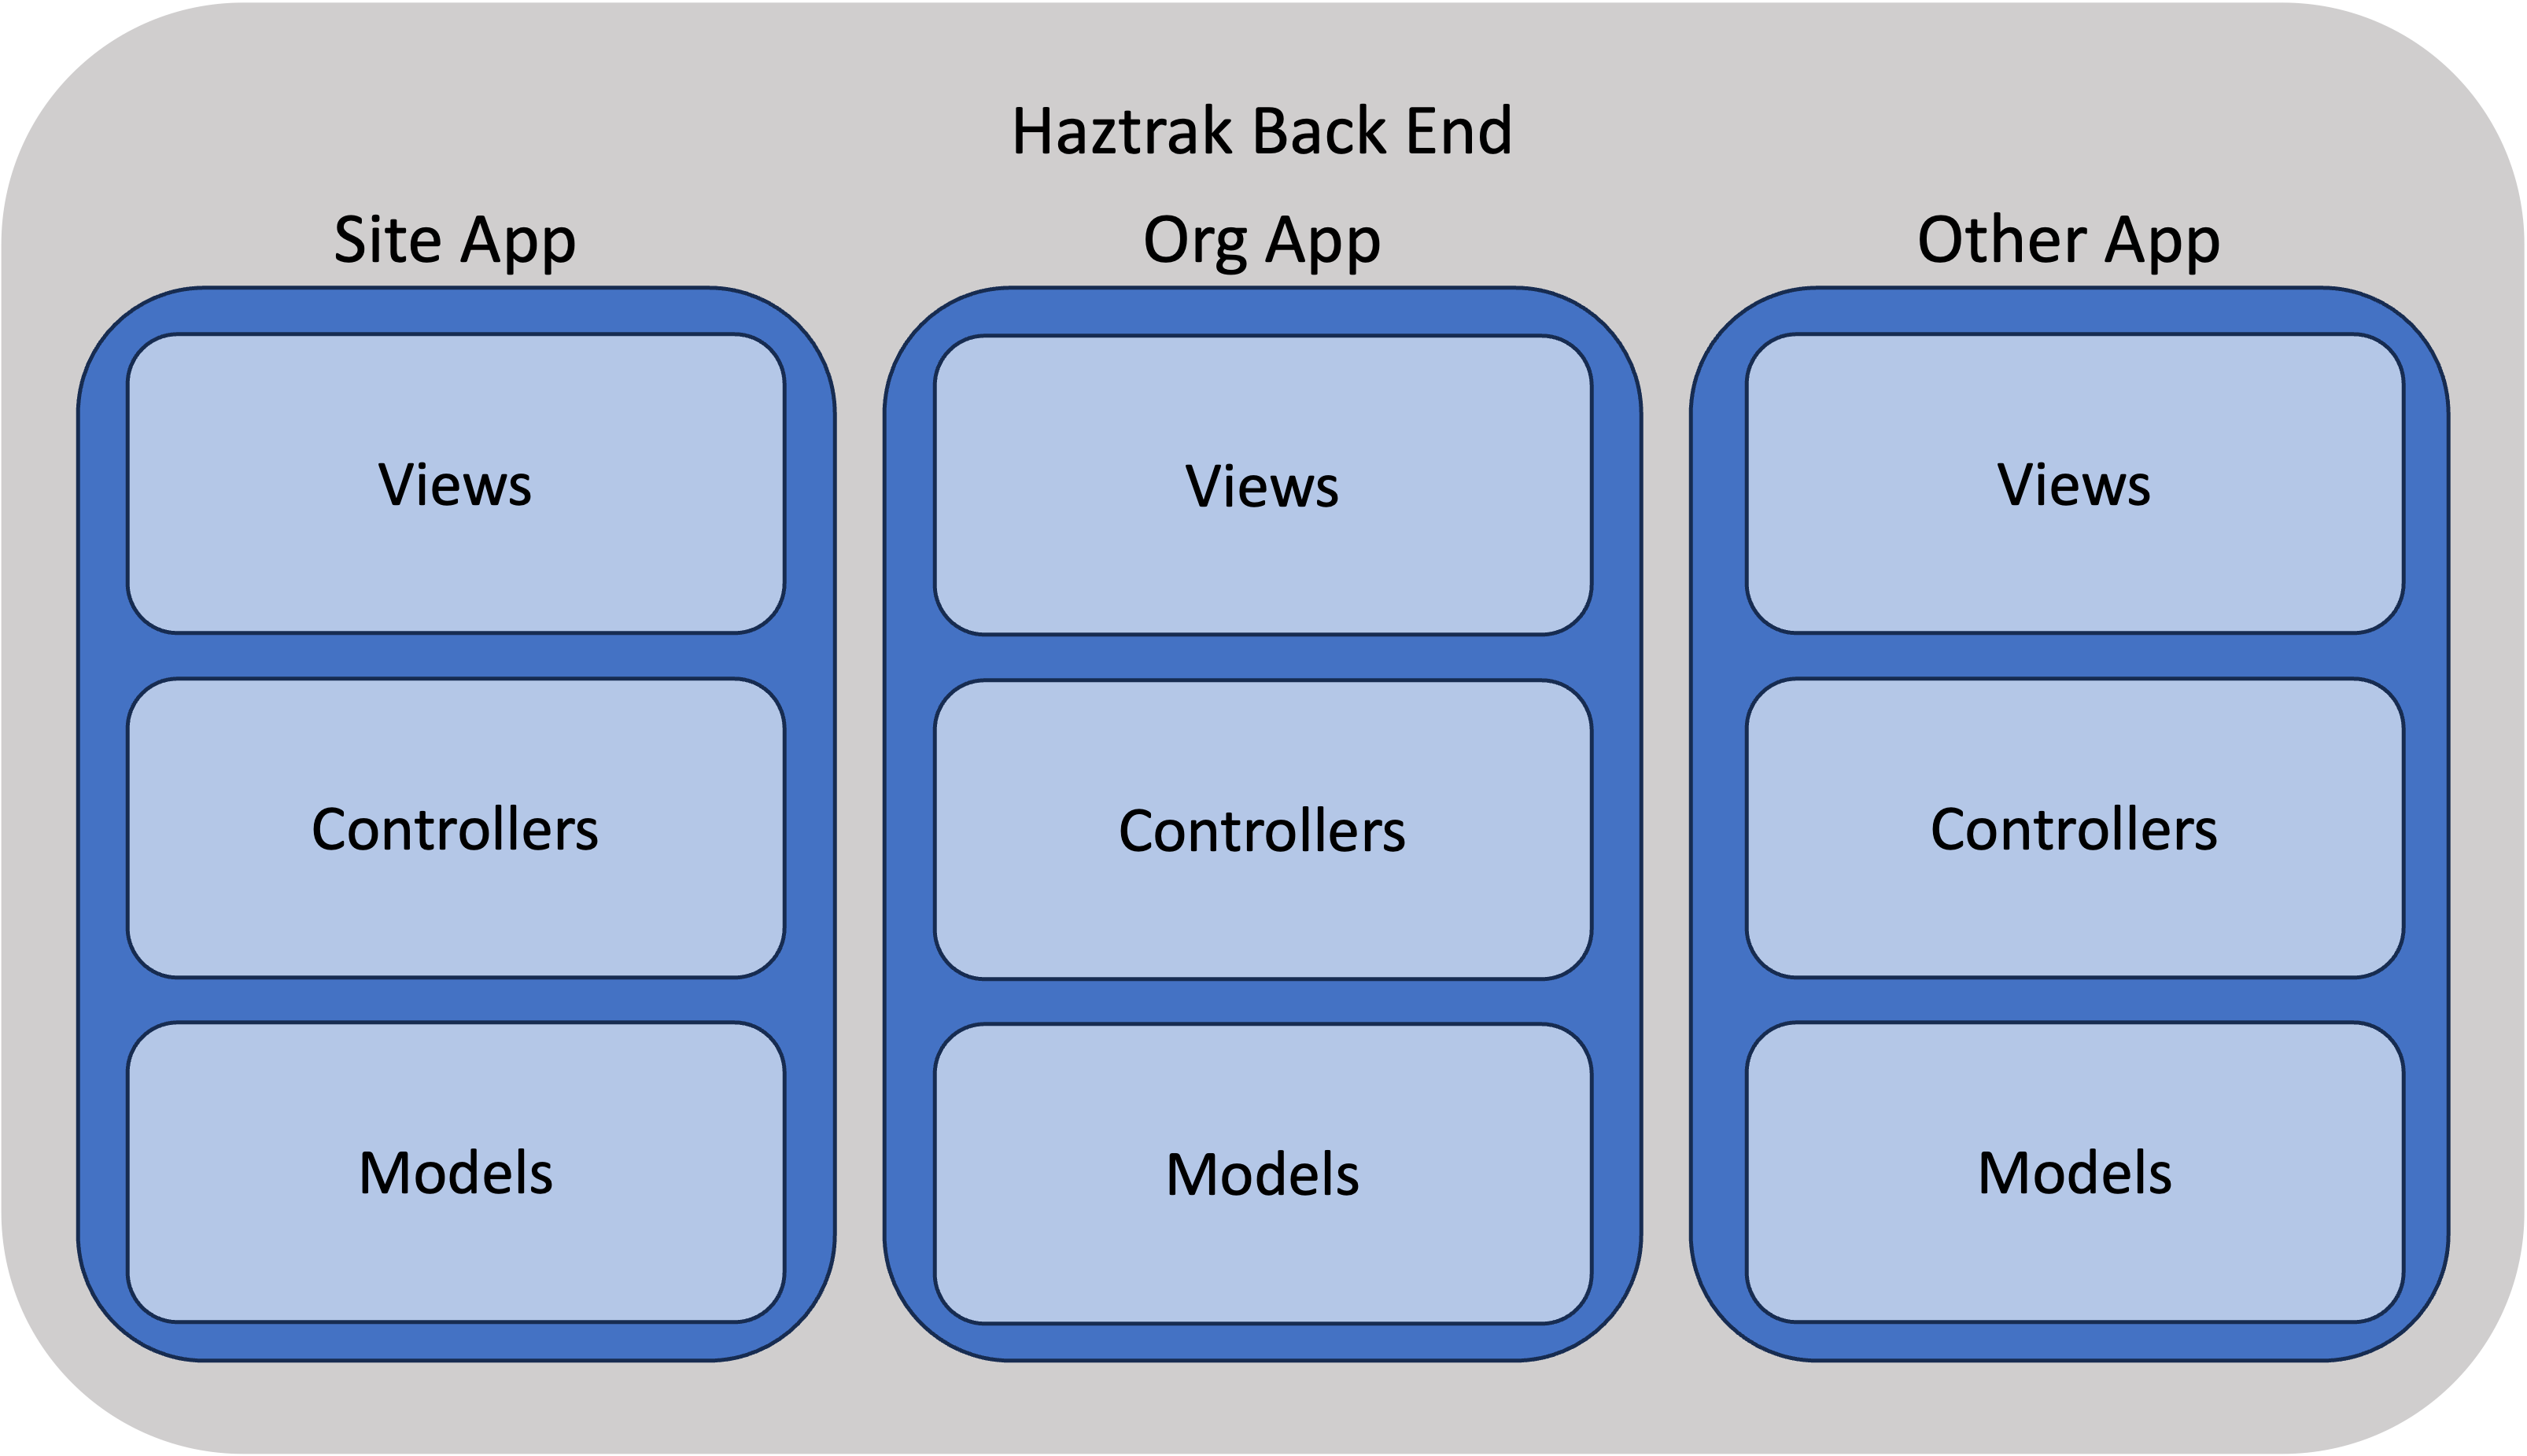 Haztrak Back End
Site App
Org App
Other App
Views
Views
Views
Controllers
Controllers
Controllers
Models
Models
Models